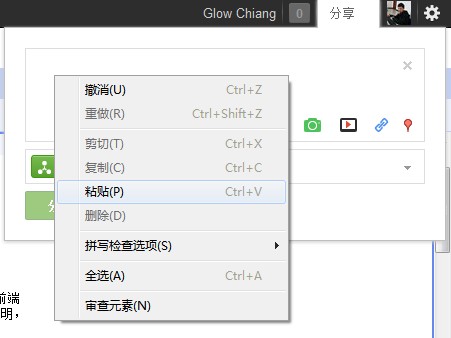 Glow Chiang 0 分享
撤消(U) Ctrl+Z
重做(R) Ctrl+Shift+Z
剪切(T) Ctrl+X
复制(C) Ctrl+C
粘贴(P) Ctrl+V
删除(D)
拼写检查选项(S)
全选(A) Ctrl+A
审查元素(N)
前端
明，